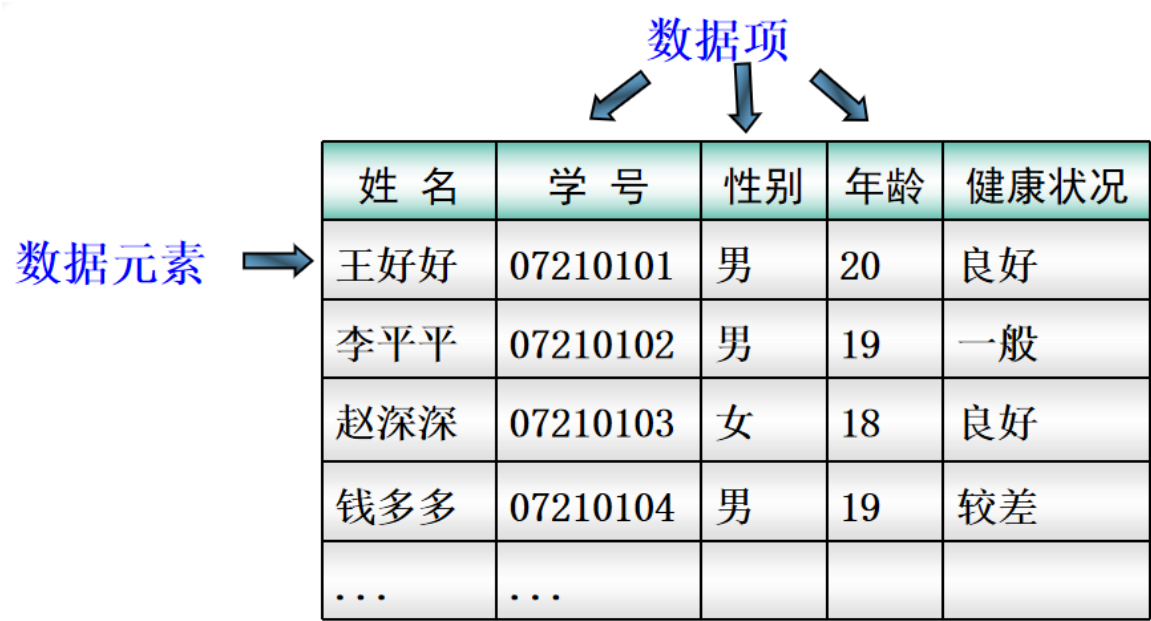 数据项
姓 名 学 号 性别 年龄 健康状况
数据元素 王好好 07210101 男 20 良好
李平平 07210102 男 19 一般
赵深深 07210103 女 18 良好
钱多多 07210104 男 19 较差
... ...